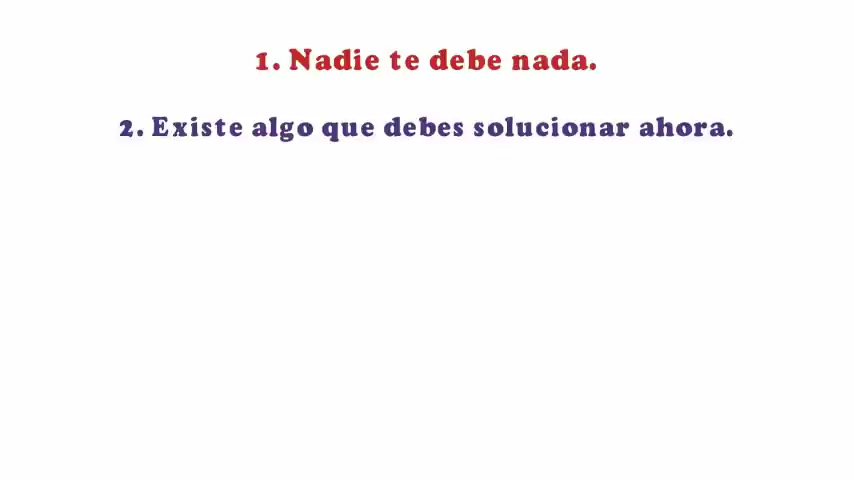 1. Nadie te debe nada.
2. Existe algo que debes solucionar ahora.